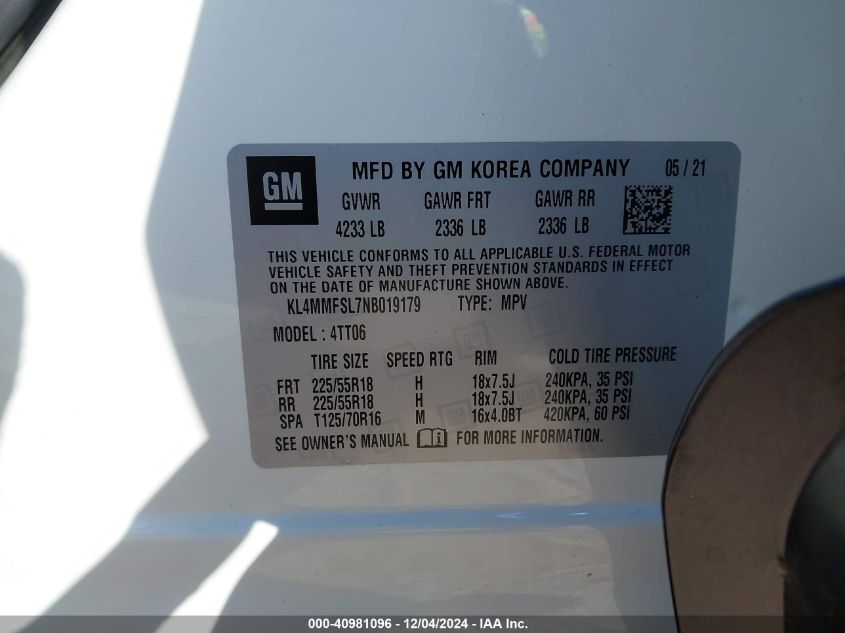 GM
MFD BY GM KOREA COMPANY 05 / 21
GVWR GAWR FRT GAWR RR
4233 LB 2336 LB 2336 LB
THIS VEHICLE CONFORMS TO ALL APPLICABLE U.S. FEDERAL MOTOR
VEHICLE SAFETY AND THEFT PREVENTION STANDARDS IN EFFECT
ON THE DATE OF MANUFACTURE SHOWN ABOVE.
KL4MMFSL7NB019179 TYPE: MPV
MODEL : 4TT06
TIRE SIZE SPEED RTG RIM COLD TIRE PRESSURE
FRT 225/55R18 H 18x7.5J 240KPA, 35 PSI
RR 225/55R18 H 18x7.5J 240KPA, 35 PSI
SPA T125/70R16 M 16x4.0BT 420KPA, 60 PSI
SEE OWNER'S MANUAL FOR MORE INFORMATION.
000-40981096 - 12/04/2024 - IAA Inc.